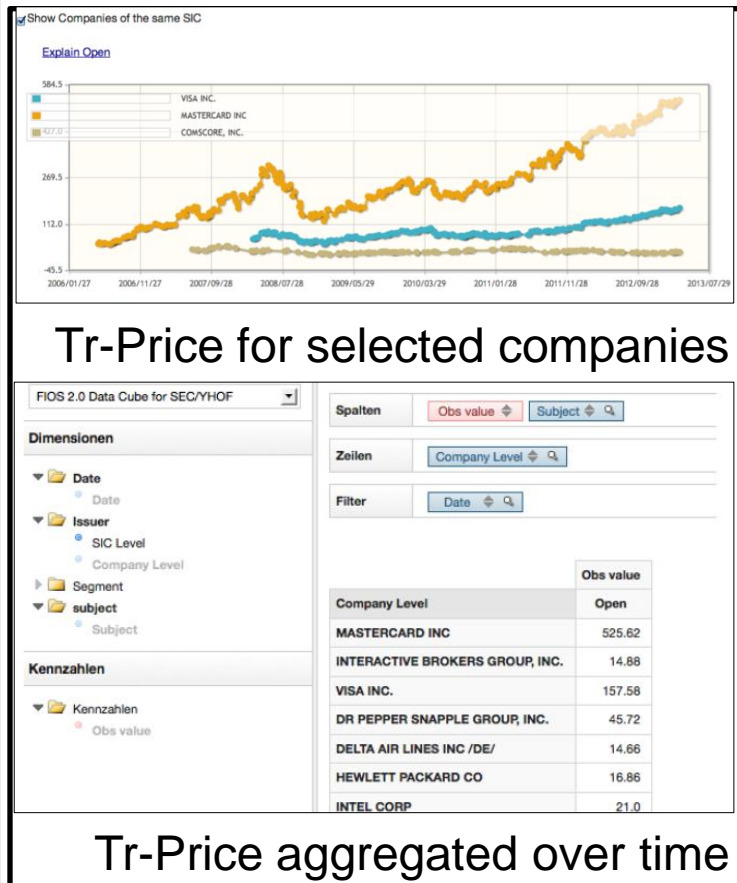 Show Companies of the same SIC
Explain Open
584.5
VISA INC.
MASTERCARD INC
427.0
COMSCORE, INC.
269.5
112.0
-45.5
2006/01/27 2006/11/27 2007/09/28 2008/07/28 2009/05/29 2010/03/29 2011/01/28 2011/11/28 2012/09/28 2013/07/29
Tr-Price for selected companies
FIOS 2.0 Data Cube for SEC/YHOF
Dimensionen
Date
Date
Issuer
SIC Level
Company Level
Segment
subject
Subject
Kennzahlen
Kennzahlen
Obs value
Spalten Obs value Subject
Zeilen Company Level
Filter Date
Obs value
Company Level Open
MASTERCARD INC 525.62
INTERACTIVE BROKERS GROUP, INC. 14.88
VISA INC. 157.58
DR PEPPER SNAPPLE GROUP, INC. 45.72
DELTA AIR LINES INC /DE/ 14.66
HEWLETT PACKARD CO 16.86
INTEL CORP 21.0
Tr-Price aggregated over time